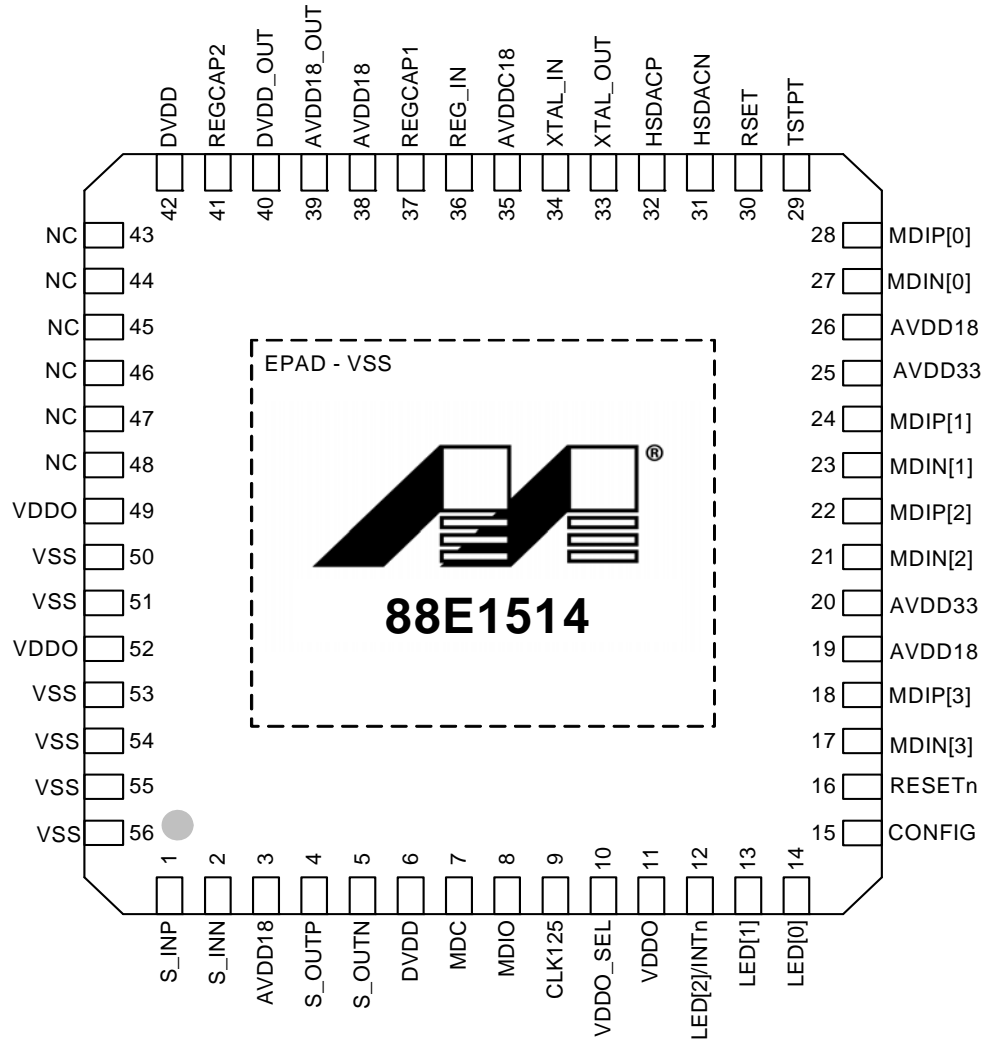 DVDD
REGCAP2
DVDD_OUT
AVDD18_OUT
AVDD18
REGCAP1
REG_IN
AVDDC18
XTAL_IN
XTAL_OUT
HSDACP
HSDACN
RSET
TSTPT
42
41
40
39
38
37
36
35
34
33
32
31
30
29
NC 43
NC 44
NC 45
NC 46
NC 47
NC 48
VDDO 49
VSS 50
VSS 51
VDDO 52
VSS 53
VSS 54
VSS 55
VSS 56
EPAD - VSS
®
88E1514
28 MDIP[0]
27 MDIN[0]
26 AVDD18
25 AVDD33
24 MDIP[1]
23 MDIN[1]
22 MDIP[2]
21 MDIN[2]
20 AVDD33
19 AVDD18
18 MDIP[3]
17 MDIN[3]
16 RESETn
15 CONFIG
1
2
3
4
5
6
7
8
9
10
11
12
13
14
S_INP
S_INN
AVDD18
S_OUTP
S_OUTN
DVDD
MDC
MDIO
CLK125
VDDO_SEL
VDDO
LED[2]/INTn
LED[1]
LED[0]